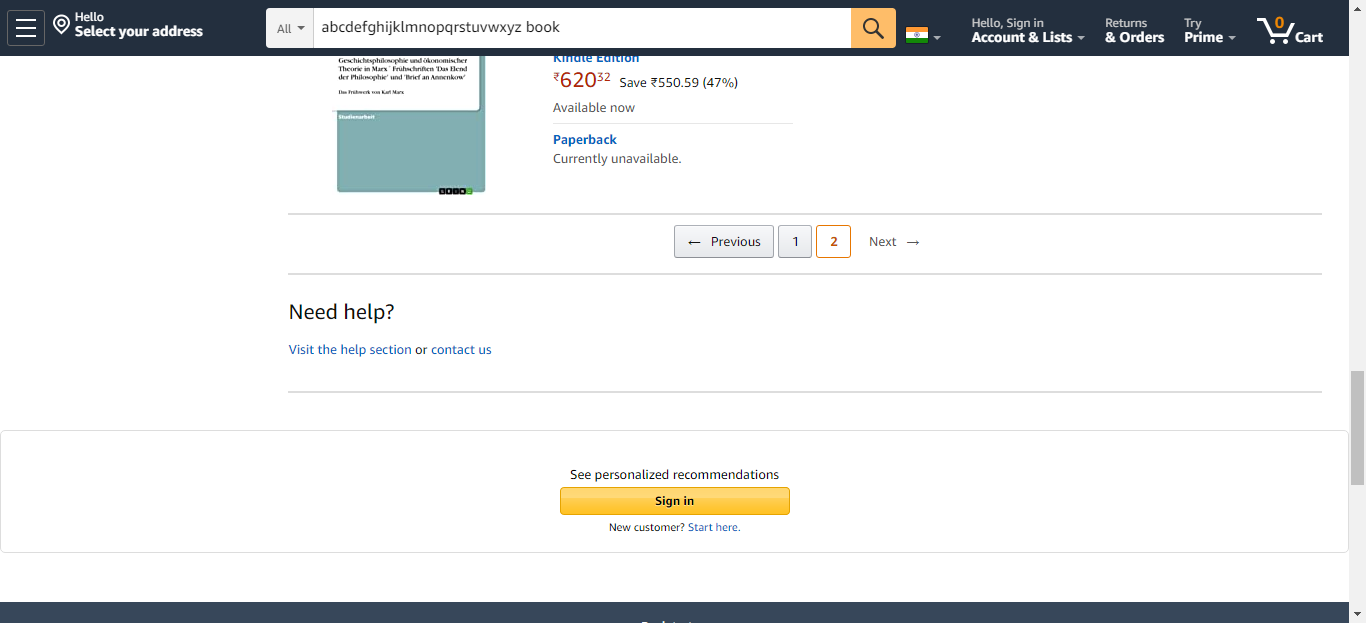 Hello
Select your address
All
abcdefghijklmnopqrstuvwxyz book
Hello, Sign in
Account & Lists
Returns
& Orders
Try
Prime
0
Cart
Geschichtsphilosophie und ökonomischer
Theorie in Marx´ Frühschriften 'Das Elend
der Philosophie' und 'Brief an Annenkow'
Das Frühwerk von Karl Marx
Studienarbeit
GRIN
Kindle Edition
₹62032 Save ₹550.59 (47%)
Available now
Paperback
Currently unavailable.
← Previous 1 2 Next →
Need help?
Visit the help section or contact us
See personalized recommendations
Sign in
New customer? Start here.